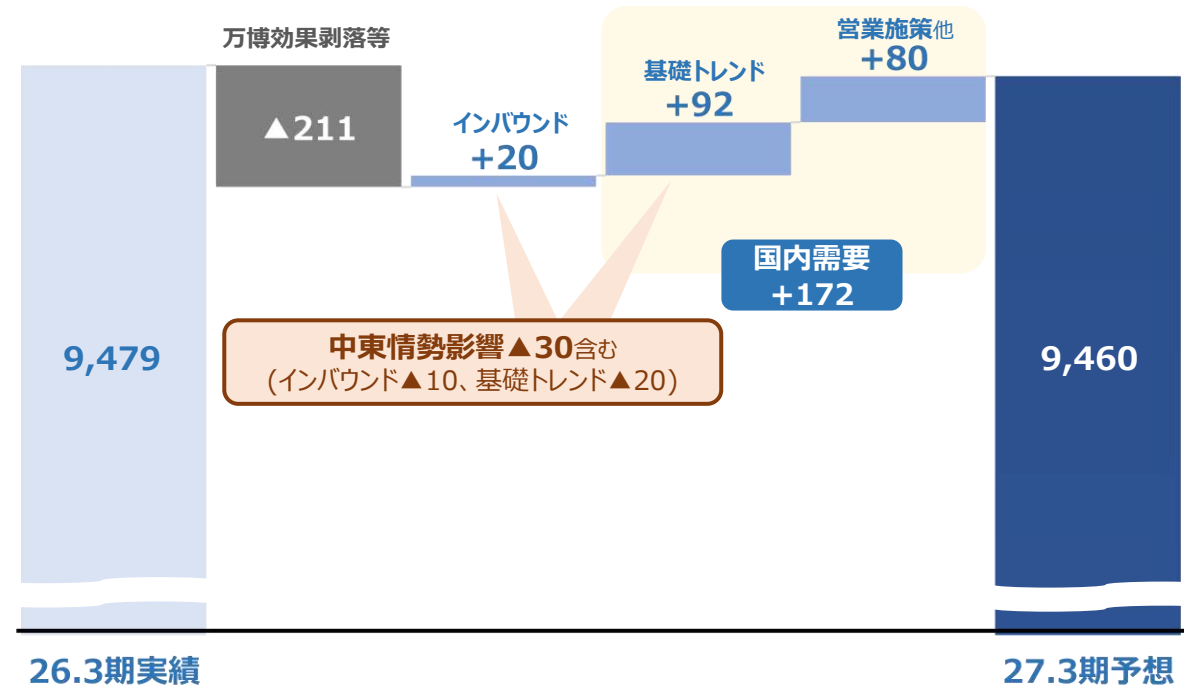 万博効果剥落等
▲211
インバウンド
+20
基礎トレンド
+92
営業施策他
+80
国内需要
+172
中東情勢影響▲30含む
(インバウンド▲10、基礎トレンド▲20)
9,479
9,460
26.3期実績
27.3期予想